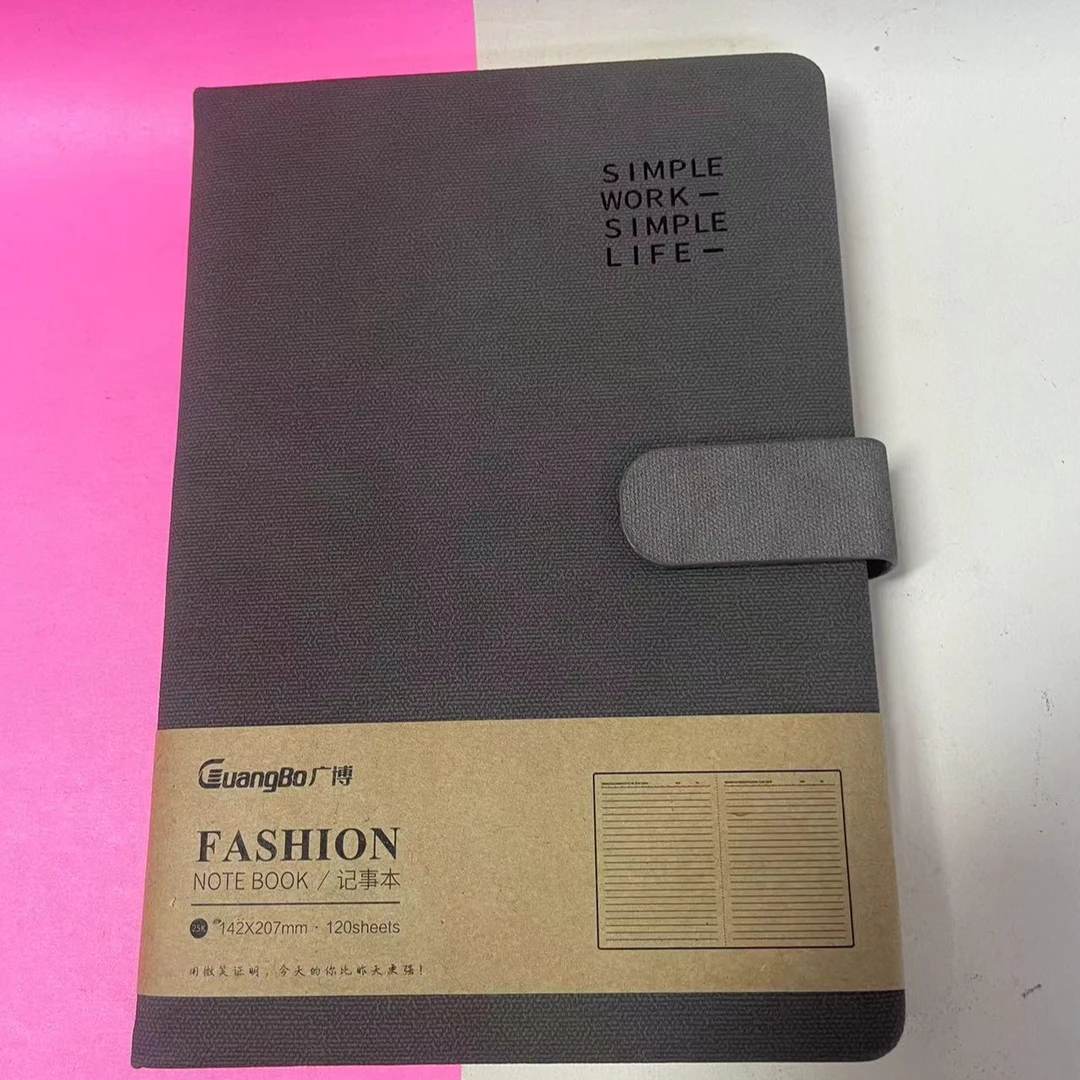 SIMPLE
WORK —
SIMPLE
LIFE —
GuangBo广博
FASHION
NOTE BOOK / 记事本
25K 142X207mm · 120sheets
用微笑证明，今天的你比昨天更强！